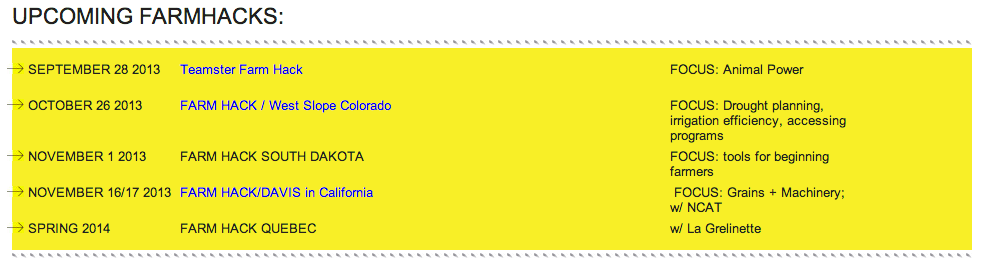 UPCOMING FARMHACKS:
SEPTEMBER 28 2013 Teamster Farm Hack FOCUS: Animal Power
OCTOBER 26 2013 FARM HACK / West Slope Colorado FOCUS: Drought planning,
irrigation efficiency, accessing
programs
NOVEMBER 1 2013 FARM HACK SOUTH DAKOTA FOCUS: tools for beginning
farmers
NOVEMBER 16/17 2013 FARM HACK/DAVIS in California FOCUS: Grains + Machinery;
w/ NCAT
SPRING 2014 FARM HACK QUEBEC w/ La Grelinette